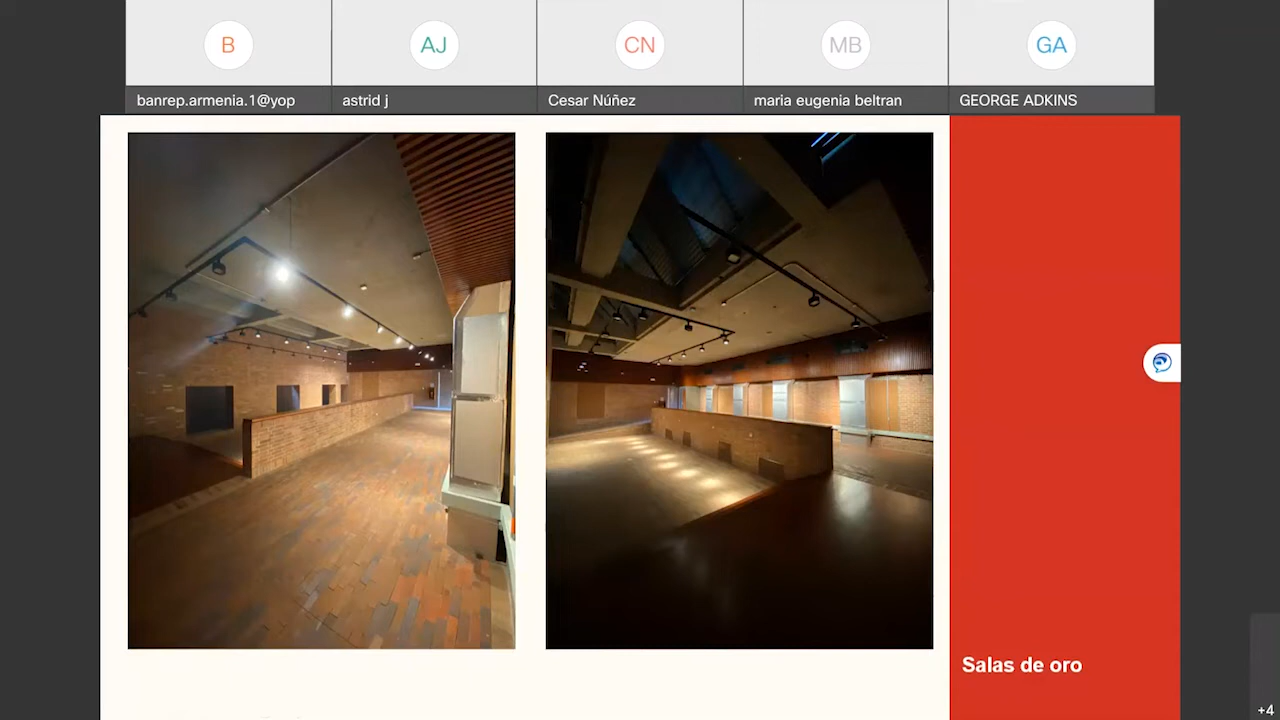 B
AJ
CN
MB
GA
banrep.armenia.1@yop
astrid j
Cesar Núñez
maria eugenia beltran
GEORGE ADKINS
Salas de oro
+4